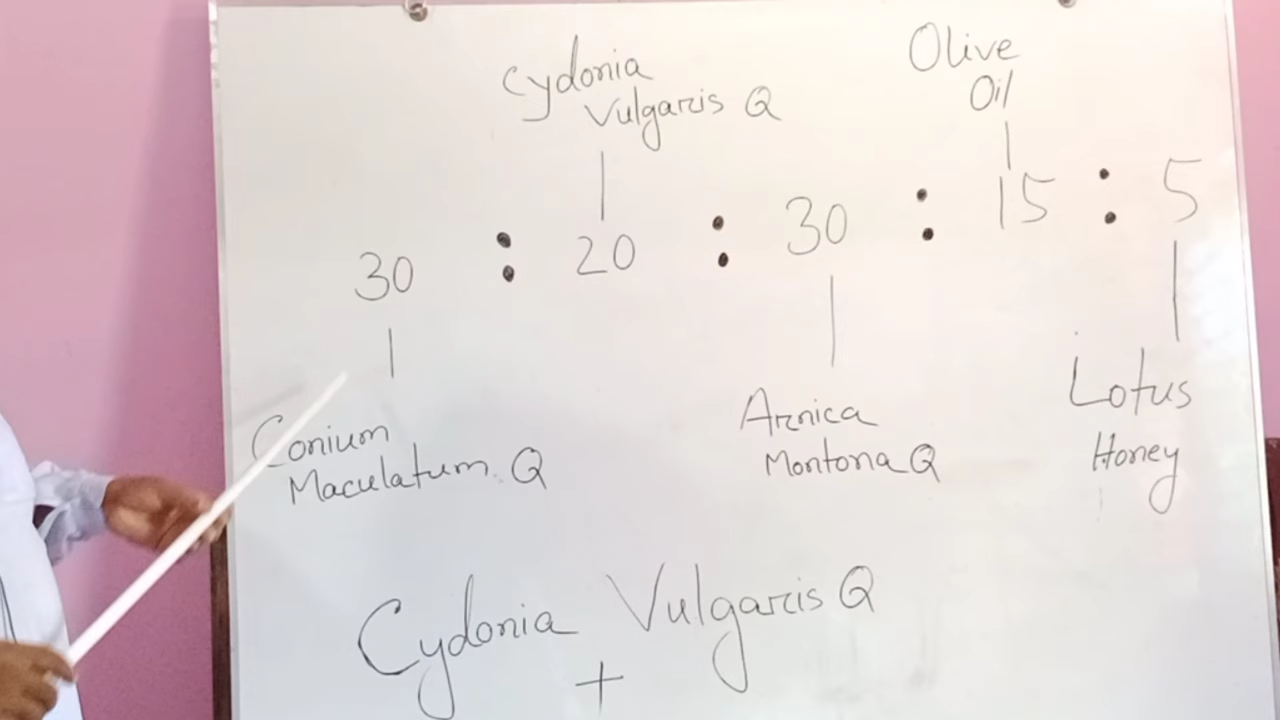 Cydonia
Vulgaris Q
Olive
Oil
30 : 20 : 30 : 15 : 5
Conium
Maculatum Q
Arnica
Montona Q
Lotus
Honey
Cydonia Vulgaris Q
+